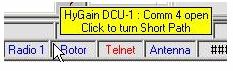 HyGain DCU-1 : Comm 4 open
Click to turn Short Path
Radio 1 Rotor Telnet Antenna ##